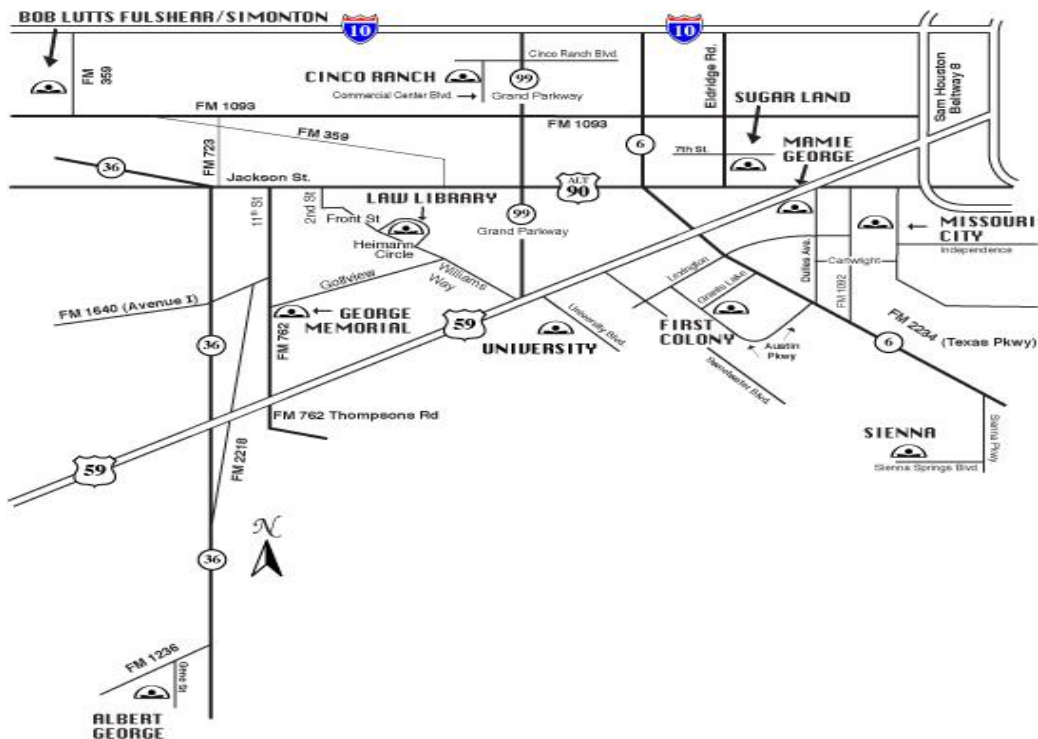 BOB LUTTS FULSHEAR/SIMONTON
10
10
FM 359
CINCO RANCH
Commercial Center Blvd.
99
Cinco Ranch Blvd.
Grand Parkway
Eldridge Rd.
Sam Houston
Beltway 8
SUGAR LAND
FM 1093
FM 1093
FM 359
FM 723
6
7th St.
MAMIE
GEORGE
36
Jackson St.
ALT
90
11th St
2nd St
LAW LIBRARY
Front St
Heimann
Circle
99
Grand Parkway
MISSOURI
CITY
Independence
Dulles Ave.
Cartwright
FM 1092
Golfview
Williams
Way
Lexington
Grants Lake
FM 1640 (Avenue I)
GEORGE
MEMORIAL
FM 762
59
UNIVERSITY
University Blvd.
FIRST
COLONY
Austin
Pkwy
Sweetwater Blvd.
FM 2234 (Texas Pkwy)
6
36
FM 762 Thompsons Rd
FM 2218
59
SIENNA
Sienna Springs Blvd.
Sienna Pkwy
N
36
FM 1236
Gene St
ALBERT
GEORGE